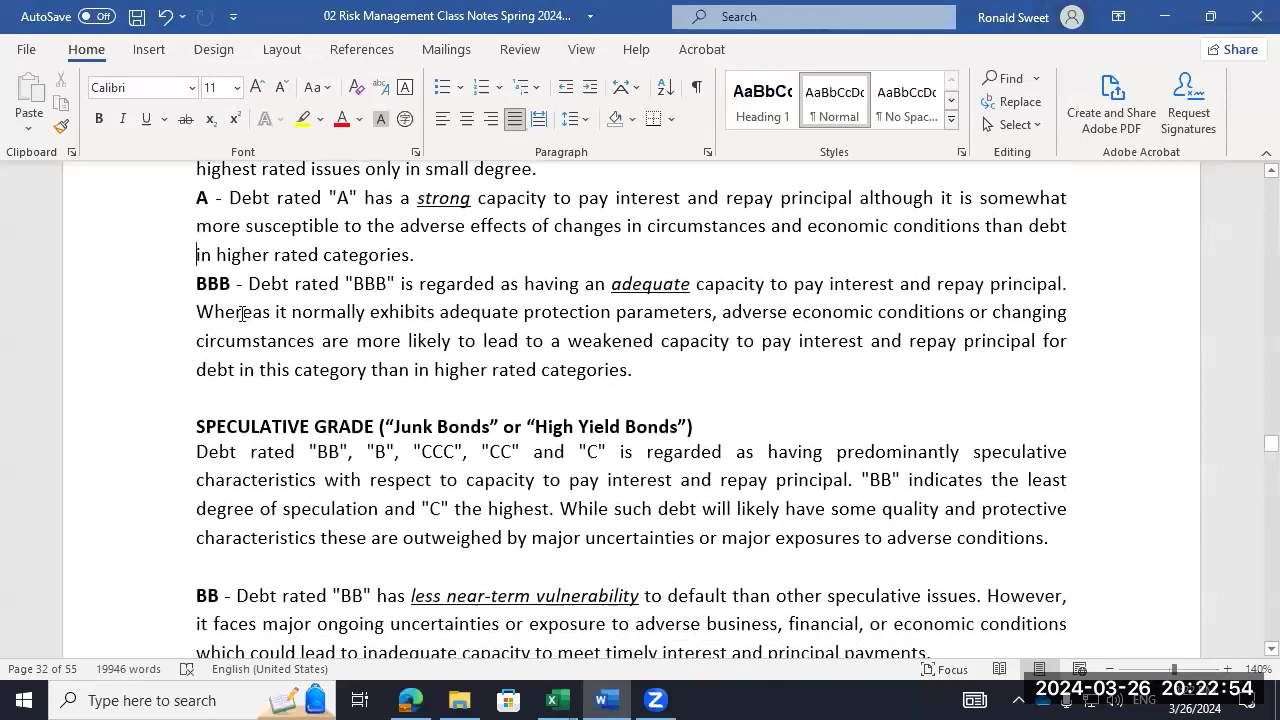 AutoSave Off 02 Risk Management Class Notes Spring 2024... Search Ronald Sweet
File Home Insert Design Layout References Mailings Review View Help Acrobat Share
Paste
Calibri 11 Aa AaBbCc AaBbCcDc AaBbCcDc
Heading 1 ¶ Normal ¶ No Spac...
Find
Replace
Select
Create and Share
Adobe PDF
Request
Signatures
Clipboard Font Paragraph Styles Editing Adobe Acrobat
highest rated issues only in small degree.
A - Debt rated "A" has a strong capacity to pay interest and repay principal although it is somewhat
more susceptible to the adverse effects of changes in circumstances and economic conditions than debt
in higher rated categories.
BBB - Debt rated "BBB" is regarded as having an adequate capacity to pay interest and repay principal.
Whereas it normally exhibits adequate protection parameters, adverse economic conditions or changing
circumstances are more likely to lead to a weakened capacity to pay interest and repay principal for
debt in this category than in higher rated categories.
SPECULATIVE GRADE (“Junk Bonds” or “High Yield Bonds”)
Debt rated "BB", "B", "CCC", "CC" and "C" is regarded as having predominantly speculative
characteristics with respect to capacity to pay interest and repay principal. "BB" indicates the least
degree of speculation and "C" the highest. While such debt will likely have some quality and protective
characteristics these are outweighed by major uncertainties or major exposures to adverse conditions.
BB - Debt rated "BB" has less near-term vulnerability to default than other speculative issues. However,
it faces major ongoing uncertainties or exposure to adverse business, financial, or economic conditions
which could lead to inadequate capacity to meet timely interest and principal payments.
Page 32 of 55 19946 words English (United States) Focus 140%
Type here to search ENG
2024-03-26 20:22:54
3/26/2024